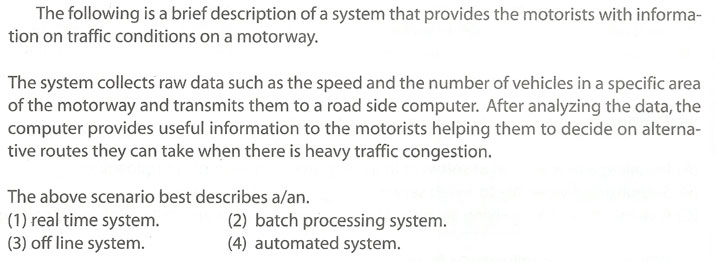 The following is a brief description of a system that provides the motorists with informa-
tion on traffic conditions on a motorway.
The system collects raw data such as the speed and the number of vehicles in a specific area
of the motorway and transmits them to a road side computer. After analyzing the data, the
computer provides useful information to the motorists helping them to decide on alterna-
tive routes they can take when there is heavy traffic congestion.
The above scenario best describes a/an.
(1) real time system. (2) batch processing system.
(3) off line system. (4) automated system.